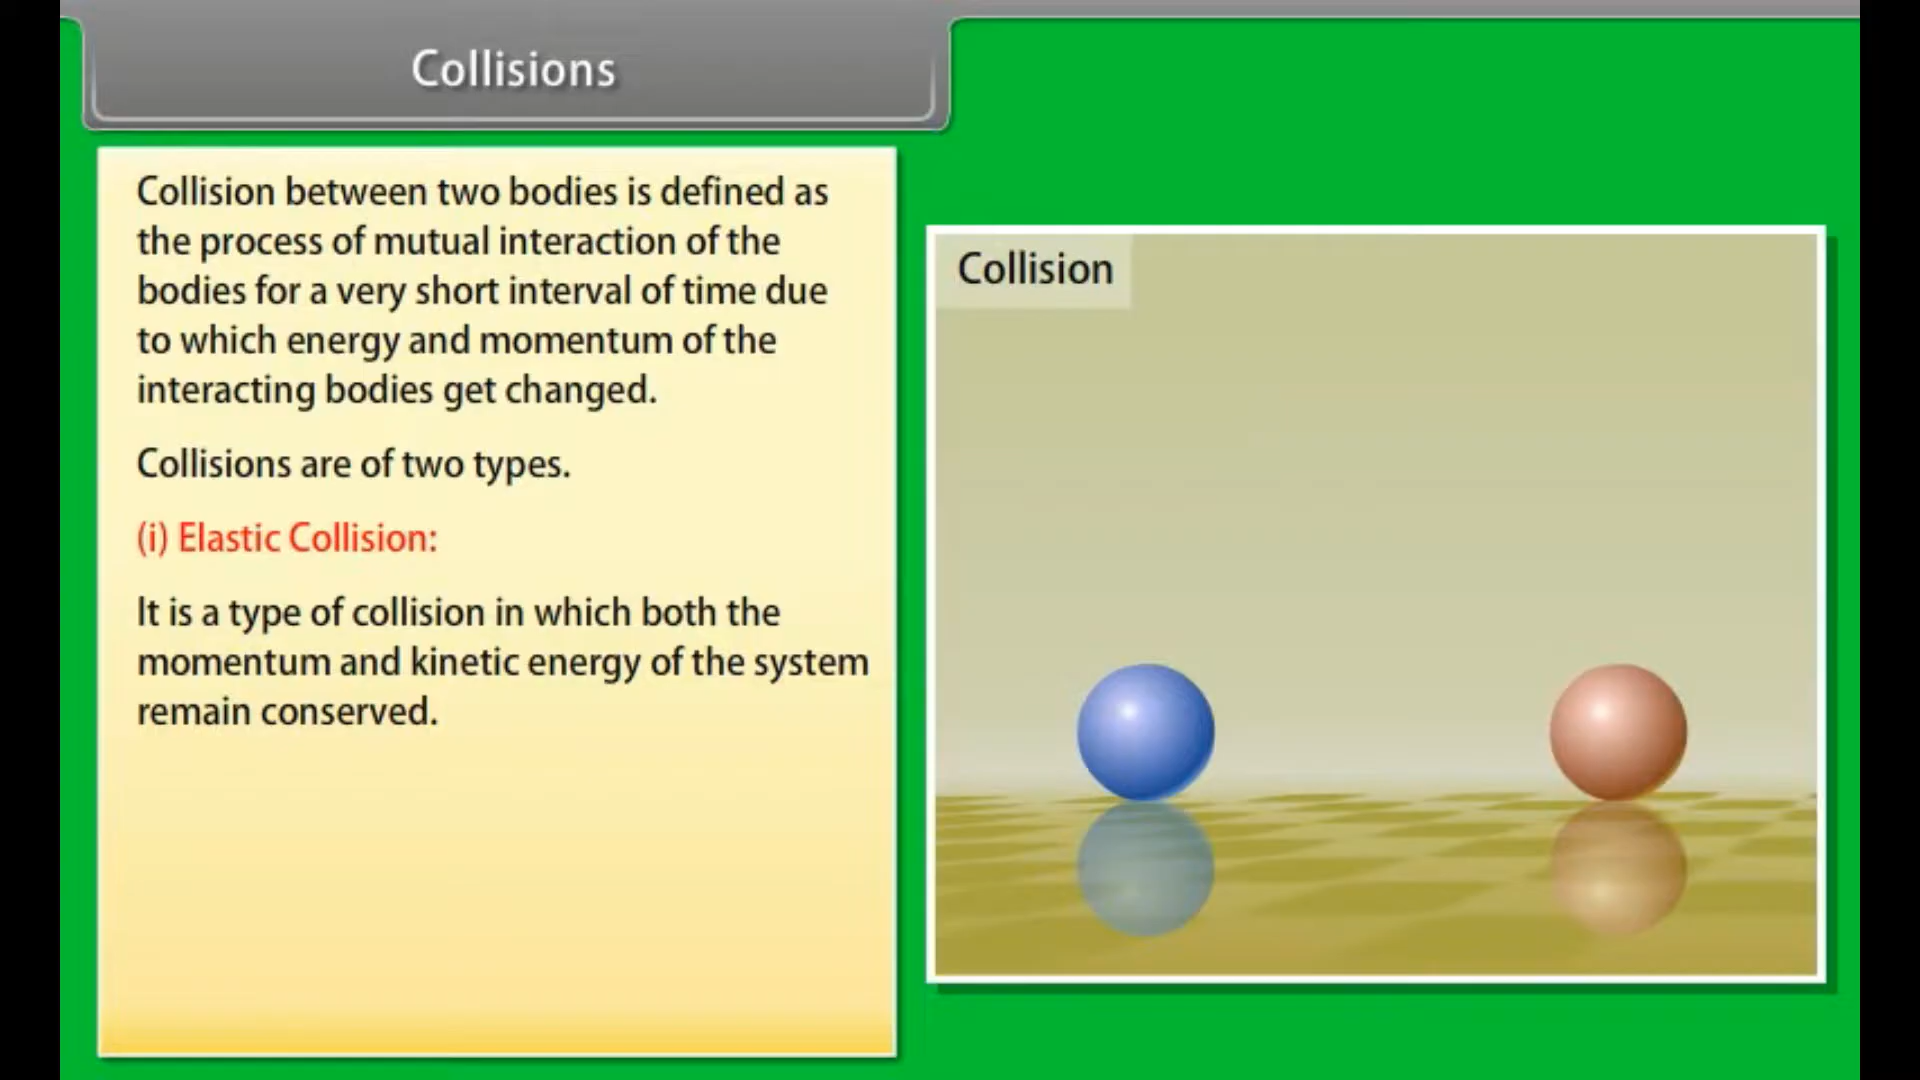 Collisions
Collision between two bodies is defined as
the process of mutual interaction of the
bodies for a very short interval of time due
to which energy and momentum of the
interacting bodies get changed.
Collisions are of two types.
(i) Elastic Collision:
It is a type of collision in which both the
momentum and kinetic energy of the system
remain conserved.
Collision